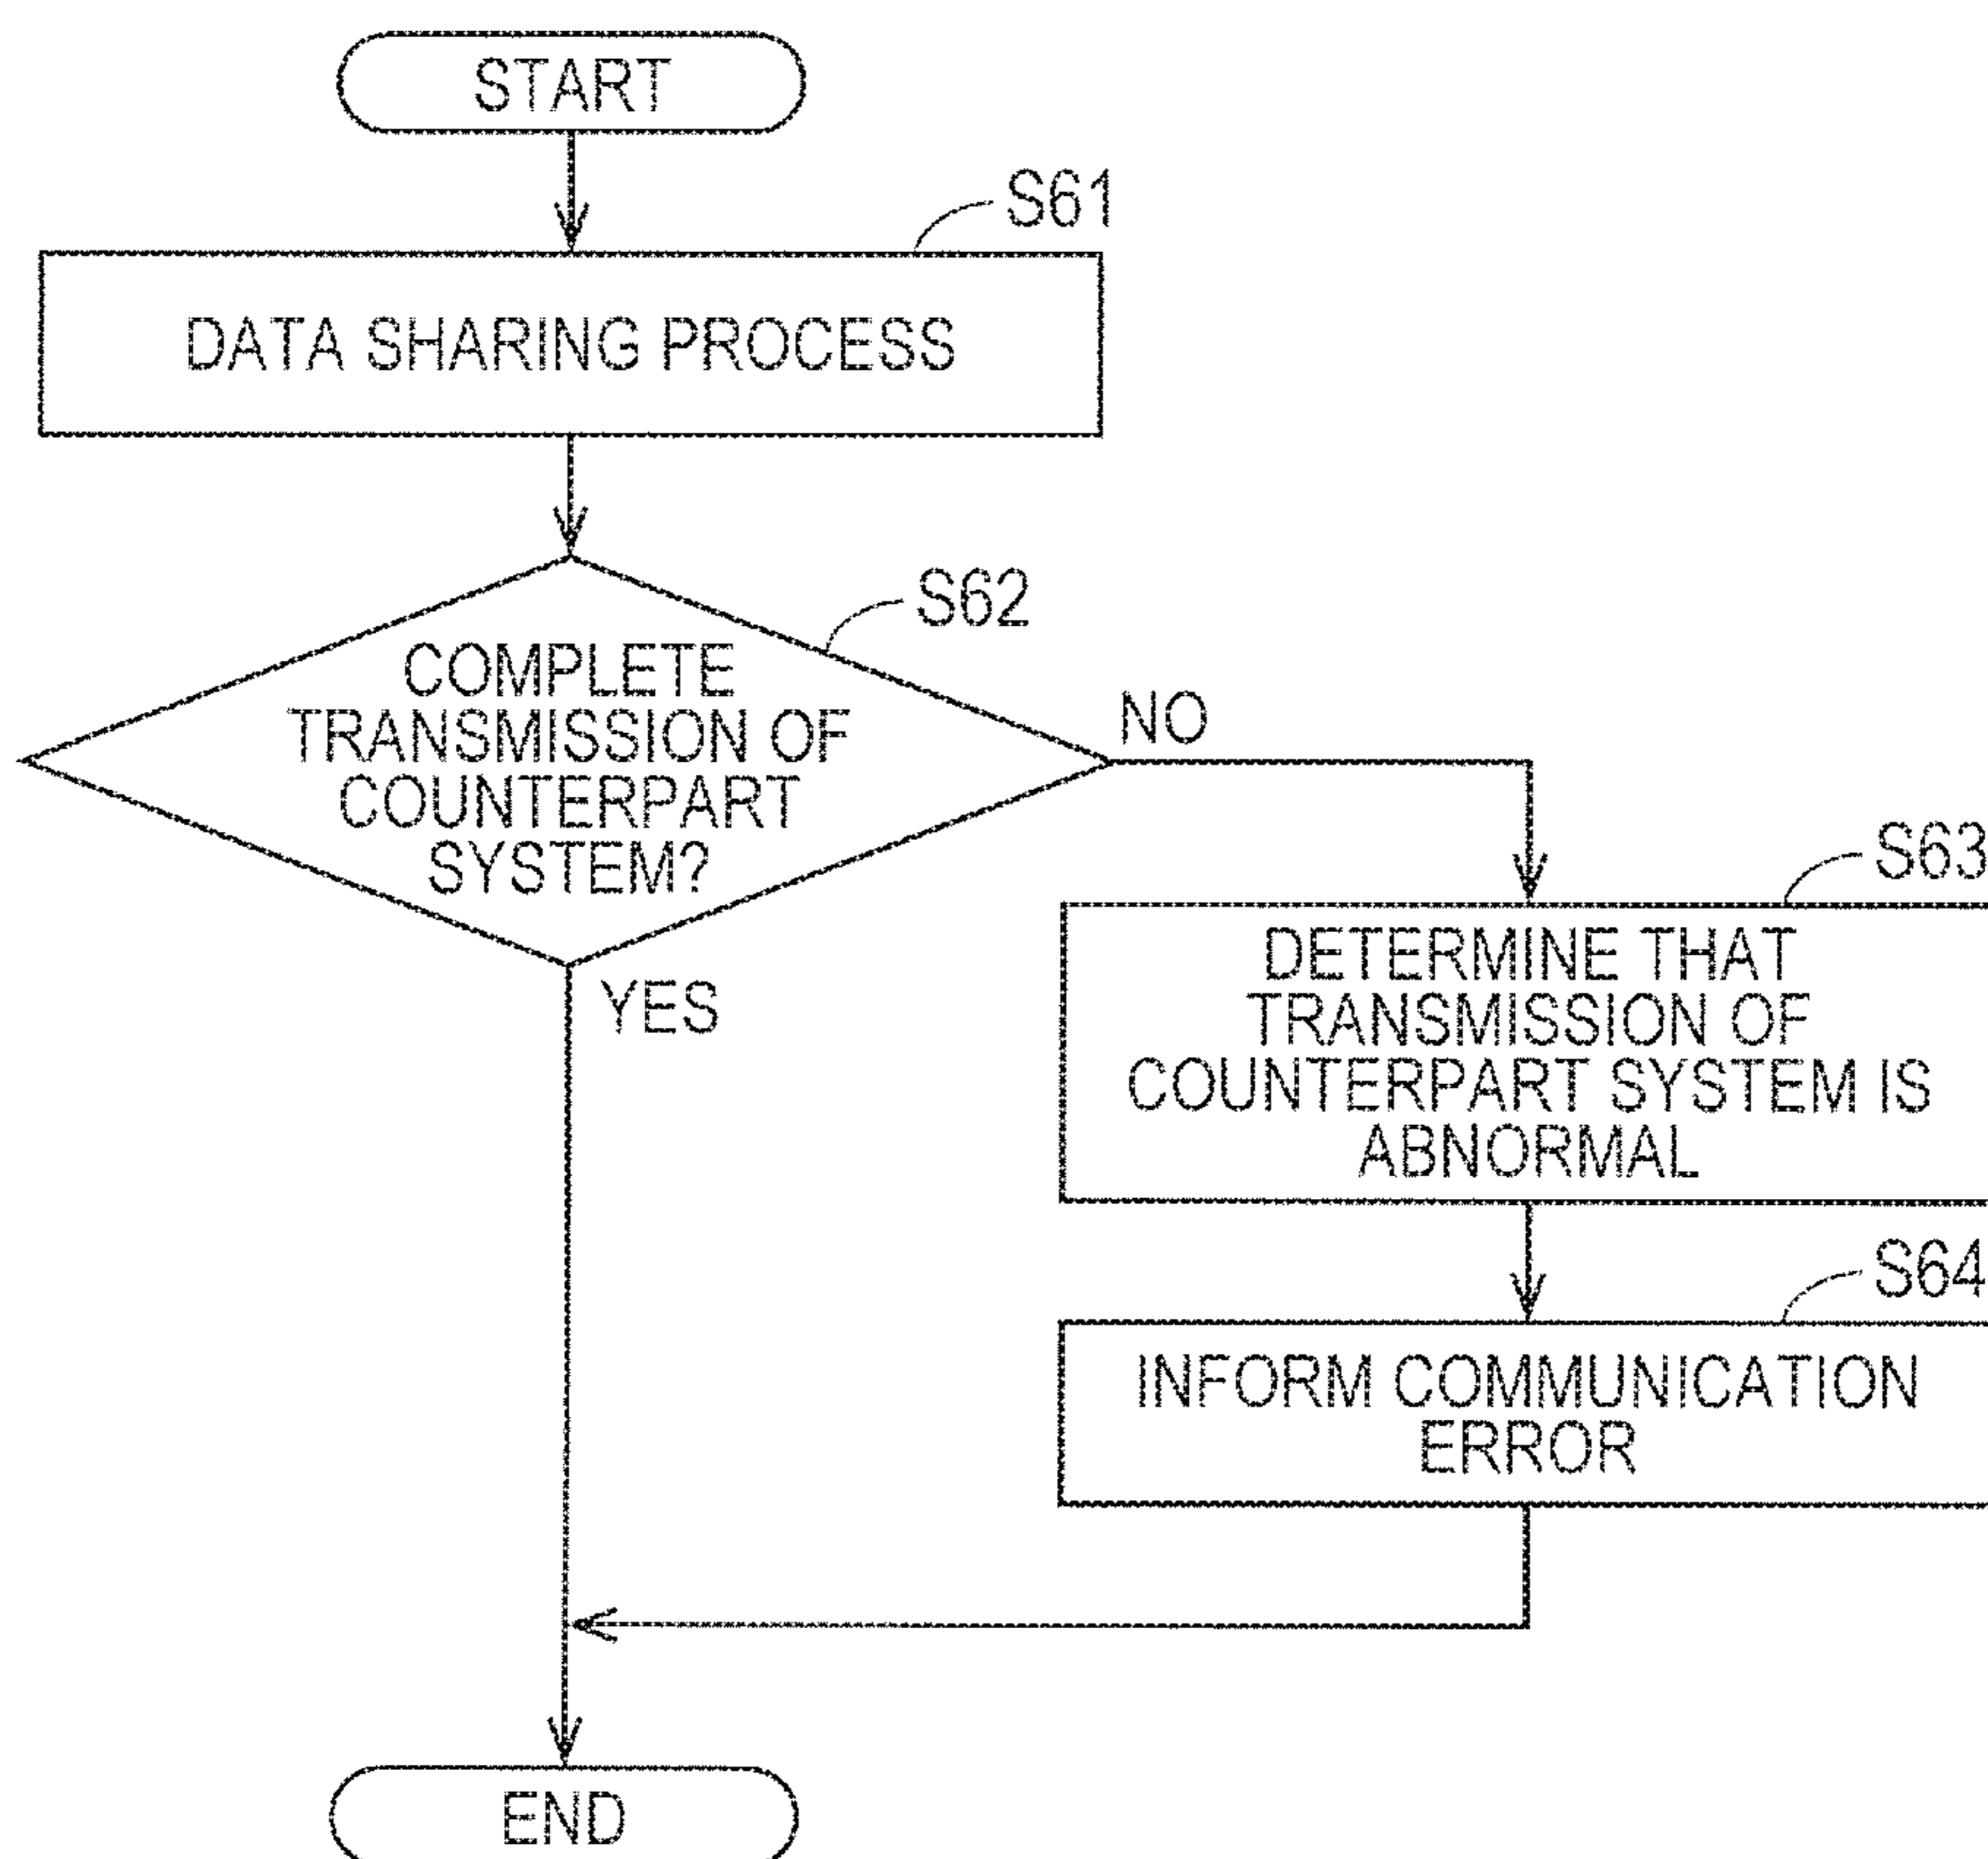 START
S61
DATA SHARING PROCESS
S62
COMPLETE
TRANSMISSION OF
COUNTERPART
SYSTEM?
NO
YES
S63
DETERMINE THAT
TRANSMISSION OF
COUNTERPART SYSTEM IS
ABNORMAL
S64
INFORM COMMUNICATION
ERROR
END